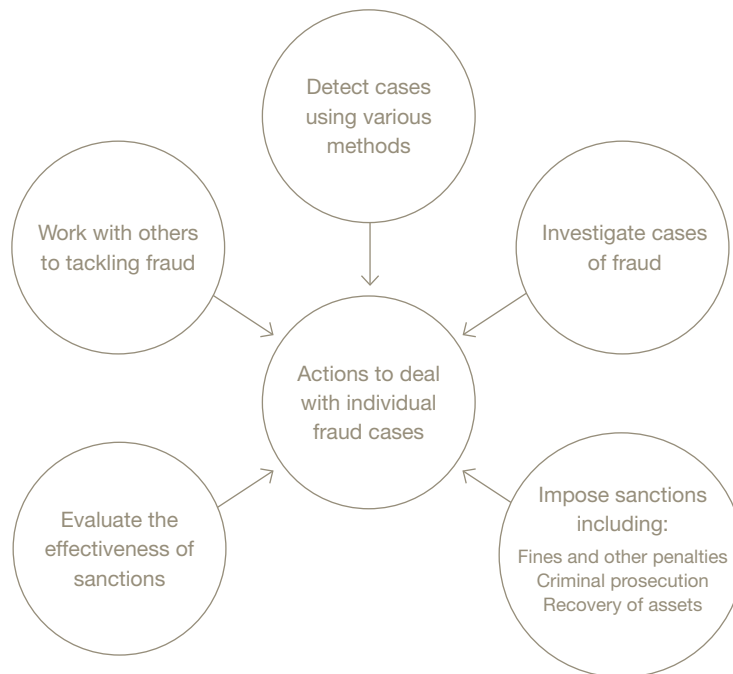 Detect cases
using various
methods
Work with others
to tackling fraud
Investigate cases
of fraud
Actions to deal
with individual
fraud cases
Evaluate the
effectiveness of
sanctions
Impose sanctions
including:
Fines and other penalties
Criminal prosecution
Recovery of assets